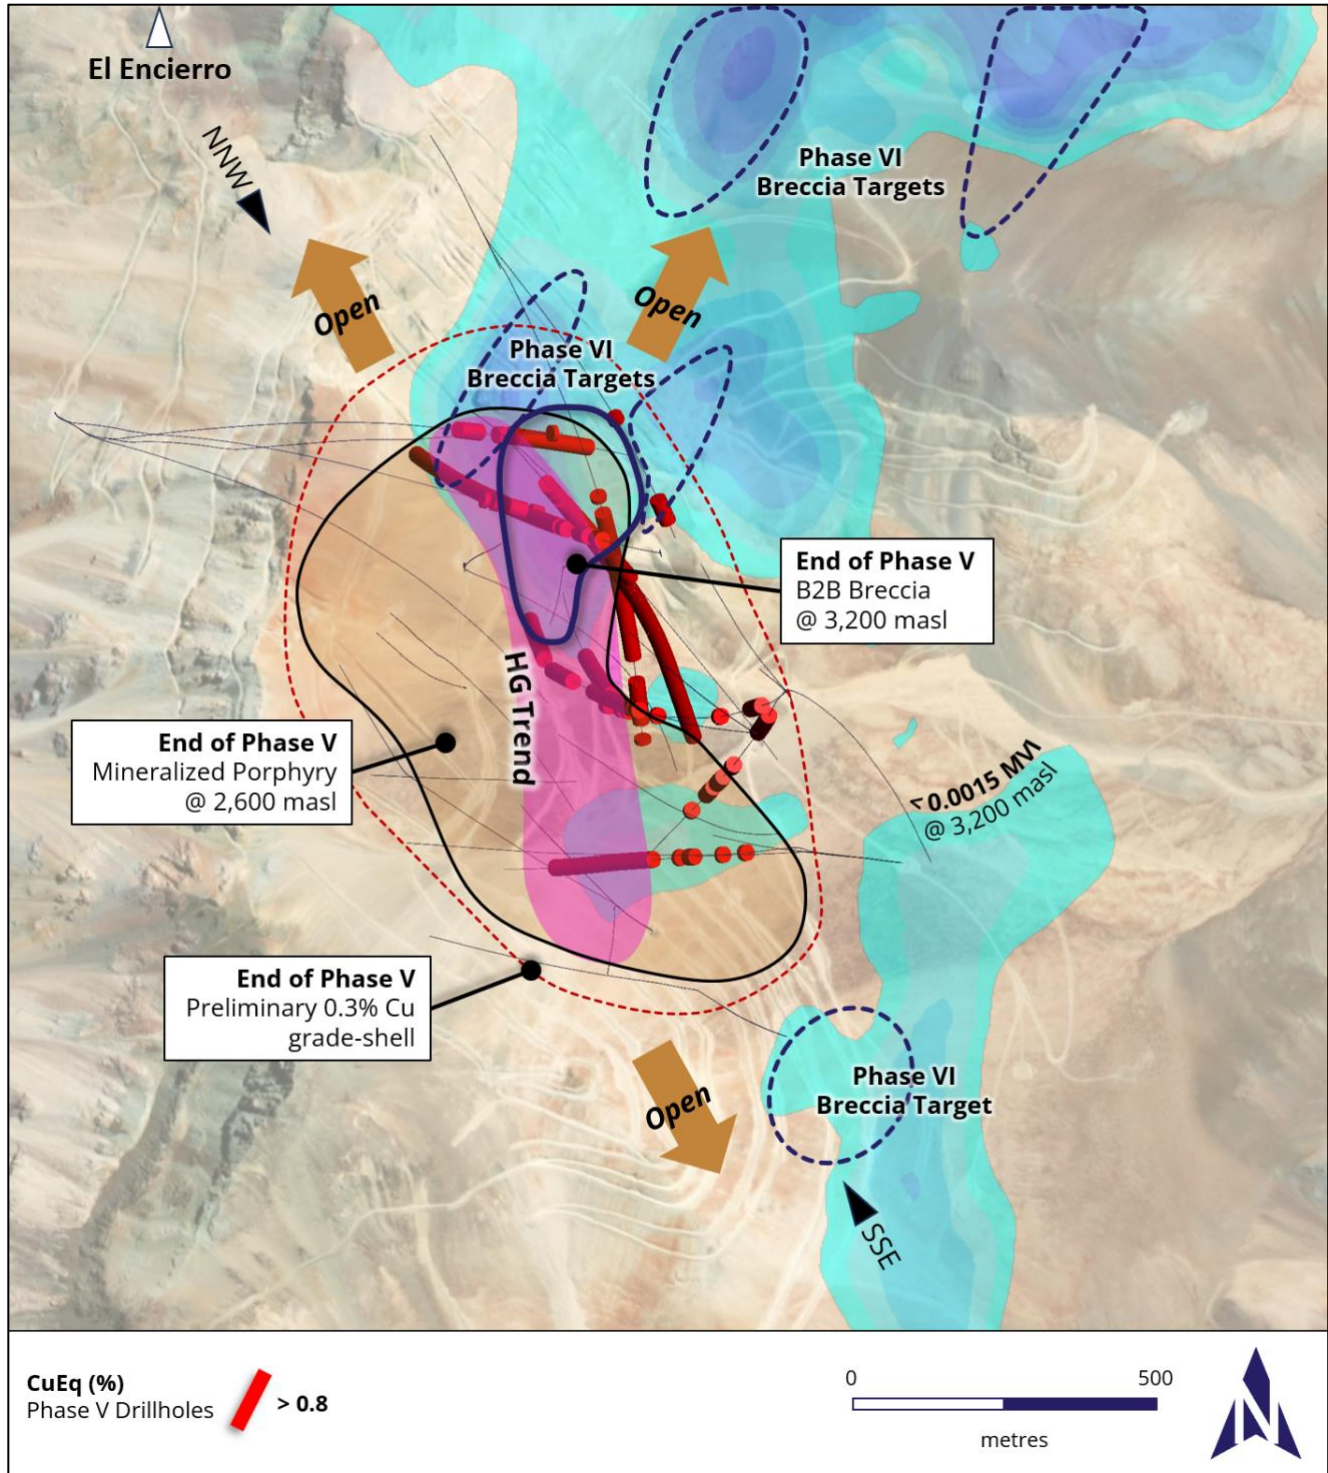 El Encierro
NNW
Phase VI
Breccia Targets
Open
Open
Phase VI
Breccia Targets
End of Phase V
B2B Breccia
@ 3,200 masl
HG Trend
End of Phase V
Mineralized Porphyry
@ 2,600 masl
< 0.0015 MVI
@ 3,200 masl
End of Phase V
Preliminary 0.3% Cu
grade-shell
Open
Phase VI
Breccia Target
SSE
CuEq (%)
Phase V Drillholes
> 0.8
0 500
metres
N